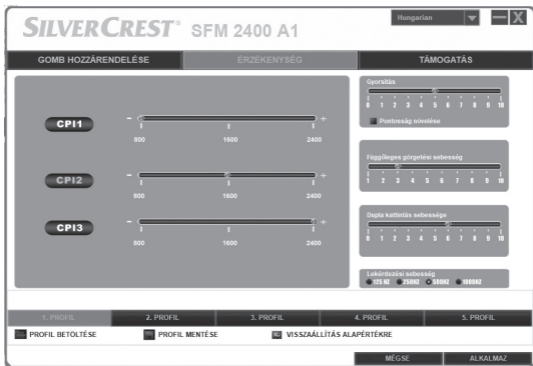 SILVERCREST® SFM 2400 A1
Hungarian
X
GOMB HOZZÁRENDELÉSE
ÉRZÉKENYSÉG
TÁMOGATÁS
CPI1
- +
800 1600 2400
CPI2
- +
800 1600 2400
CPI3
- +
800 1600 2400
Gyorsítás
0 1 2 3 4 5 6 7 8 9 10
Pontosság növelése
Függőleges görgetési sebesség
1 2 3 4 5 6 7 8 9 10
Dupla kattintás sebessége
0 1 2 3 4 5 6 7 8 9 10
Lekérdezési sebesség
125 HZ 250HZ 500HZ 1000HZ
1. PROFIL
2. PROFIL
3. PROFIL
4. PROFIL
5. PROFIL
PROFIL BETÖLTÉSE
PROFIL MENTÉSE
VISSZAÁLLÍTÁS ALAPÉRTÉKRE
MÉGSE
ALKALMAZ